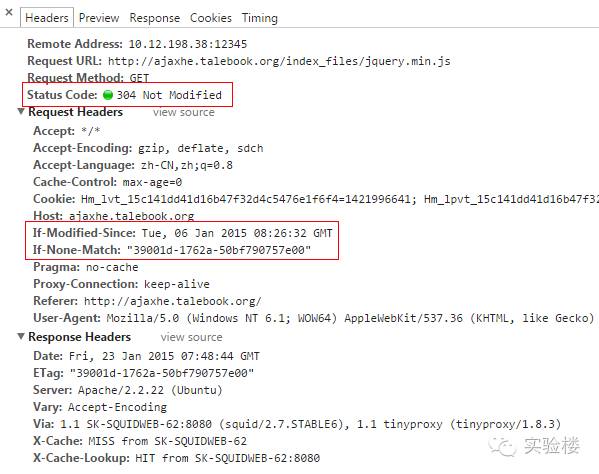 × Headers Preview Response Cookies Timing
Remote Address: 10.12.198.38:12345
Request URL: http://ajaxhe.talebook.org/index_files/jquery.min.js
Request Method: GET
Status Code: 304 Not Modified
▼ Request Headers view source
Accept: */*
Accept-Encoding: gzip, deflate, sdch
Accept-Language: zh-CN,zh;q=0.8
Cache-Control: max-age=0
Cookie: Hm_lvt_15c141dd41d16b47f32d4c5476e1f6f4=1421996641; Hm_lpvt_15c141dd41d16b47f32
Host: ajaxhe.talebook.org
If-Modified-Since: Tue, 06 Jan 2015 08:26:32 GMT
If-None-Match: "39001d-1762a-50bf790757e00"
Pragma: no-cache
Proxy-Connection: keep-alive
Referer: http://ajaxhe.talebook.org/
User-Agent: Mozilla/5.0 (Windows NT 6.1; WOW64) AppleWebKit/537.36 (KHTML, like Gecko)
▼ Response Headers view source
Date: Fri, 23 Jan 2015 07:48:44 GMT
ETag: "39001d-1762a-50bf790757e00"
Server: Apache/2.2.22 (Ubuntu)
Vary: Accept-Encoding
Via: 1.1 SK-SQUIDWEB-62:8080 (squid/2.7.STABLE6), 1.1 tinyproxy (tinyproxy/1.8.3)
X-Cache: MISS from SK-SQUIDWEB-62
X-Cache-Lookup: HIT from SK-SQUIDWEB-62:8080
实验楼